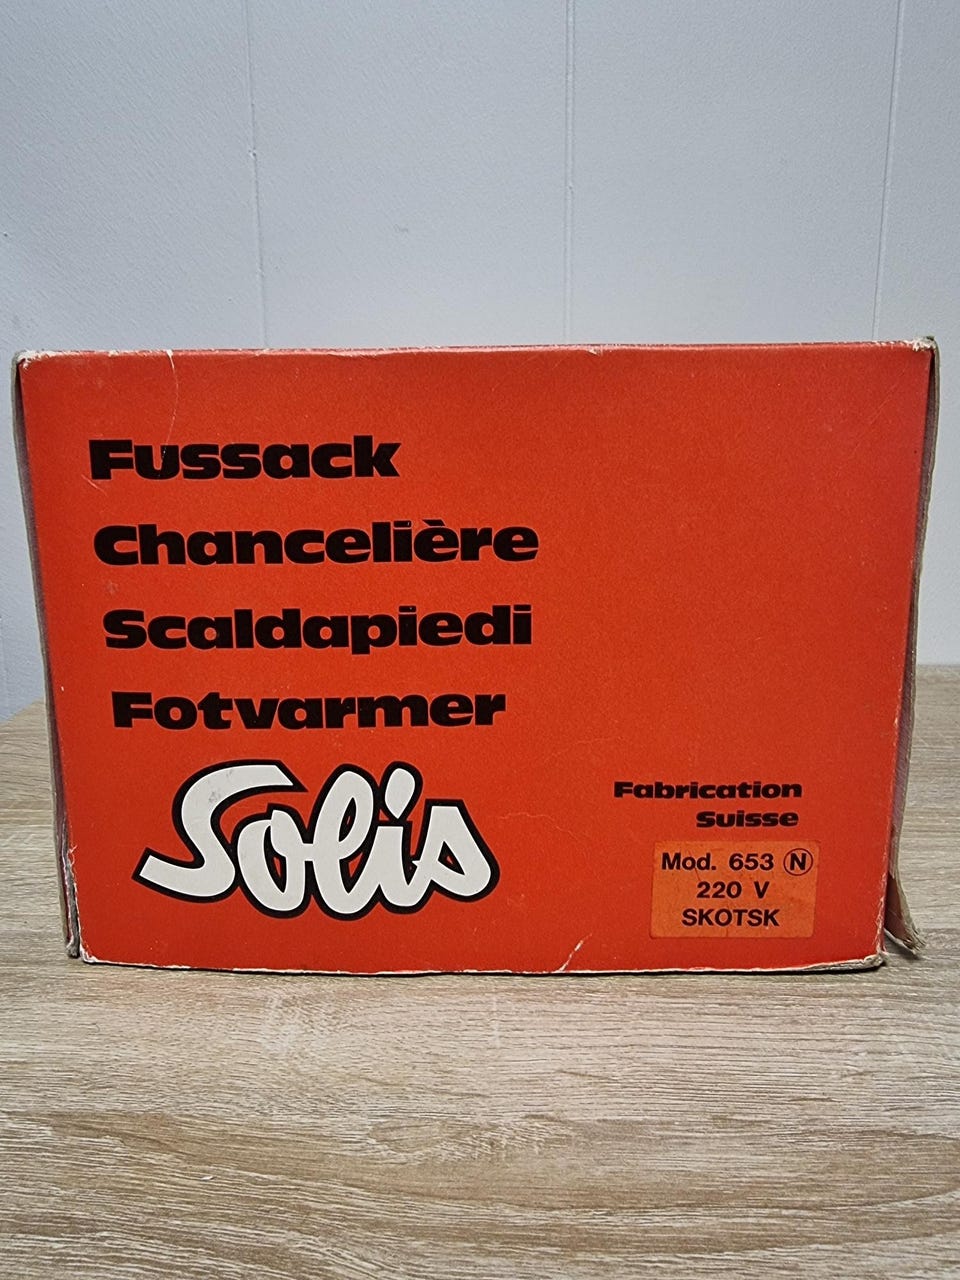 Fussack
Chancelière
Scaldapiedi
Fotvarmer
Solis
Fabrication
Suisse
Mod. 653 Ⓝ
220 V
SKOTSK